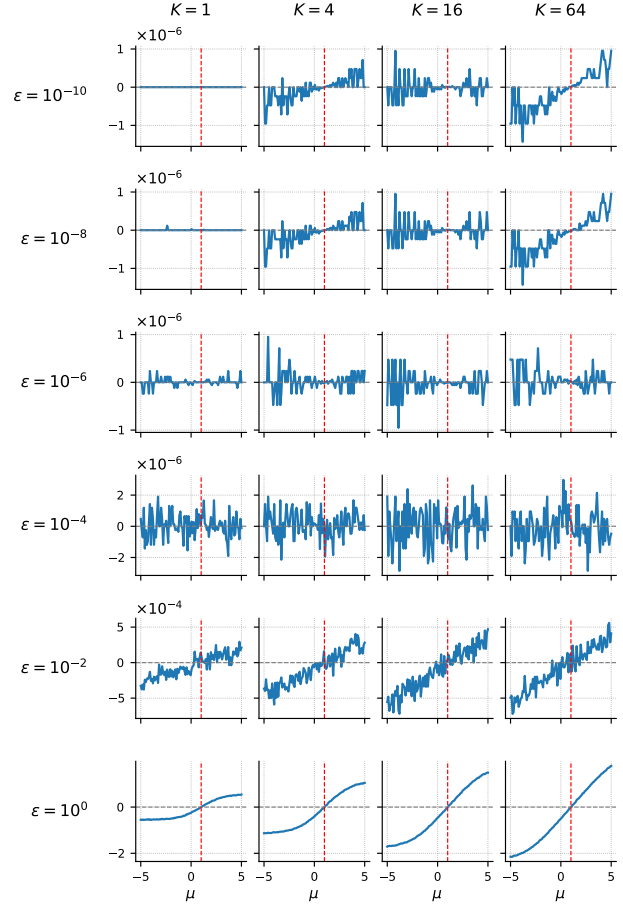 K = 1 K = 4 K = 16 K = 64
×10⁻⁶
ε = 10⁻¹⁰
1
0
−1
×10⁻⁶
ε = 10⁻⁸
1
0
−1
×10⁻⁶
ε = 10⁻⁶
1
0
−1
×10⁻⁶
ε = 10⁻⁴
2
0
−2
×10⁻⁴
ε = 10⁻²
5
0
−5
ε = 10⁰
0
−2
−5 0 5 −5 0 5 −5 0 5 −5 0 5
μ μ μ μ